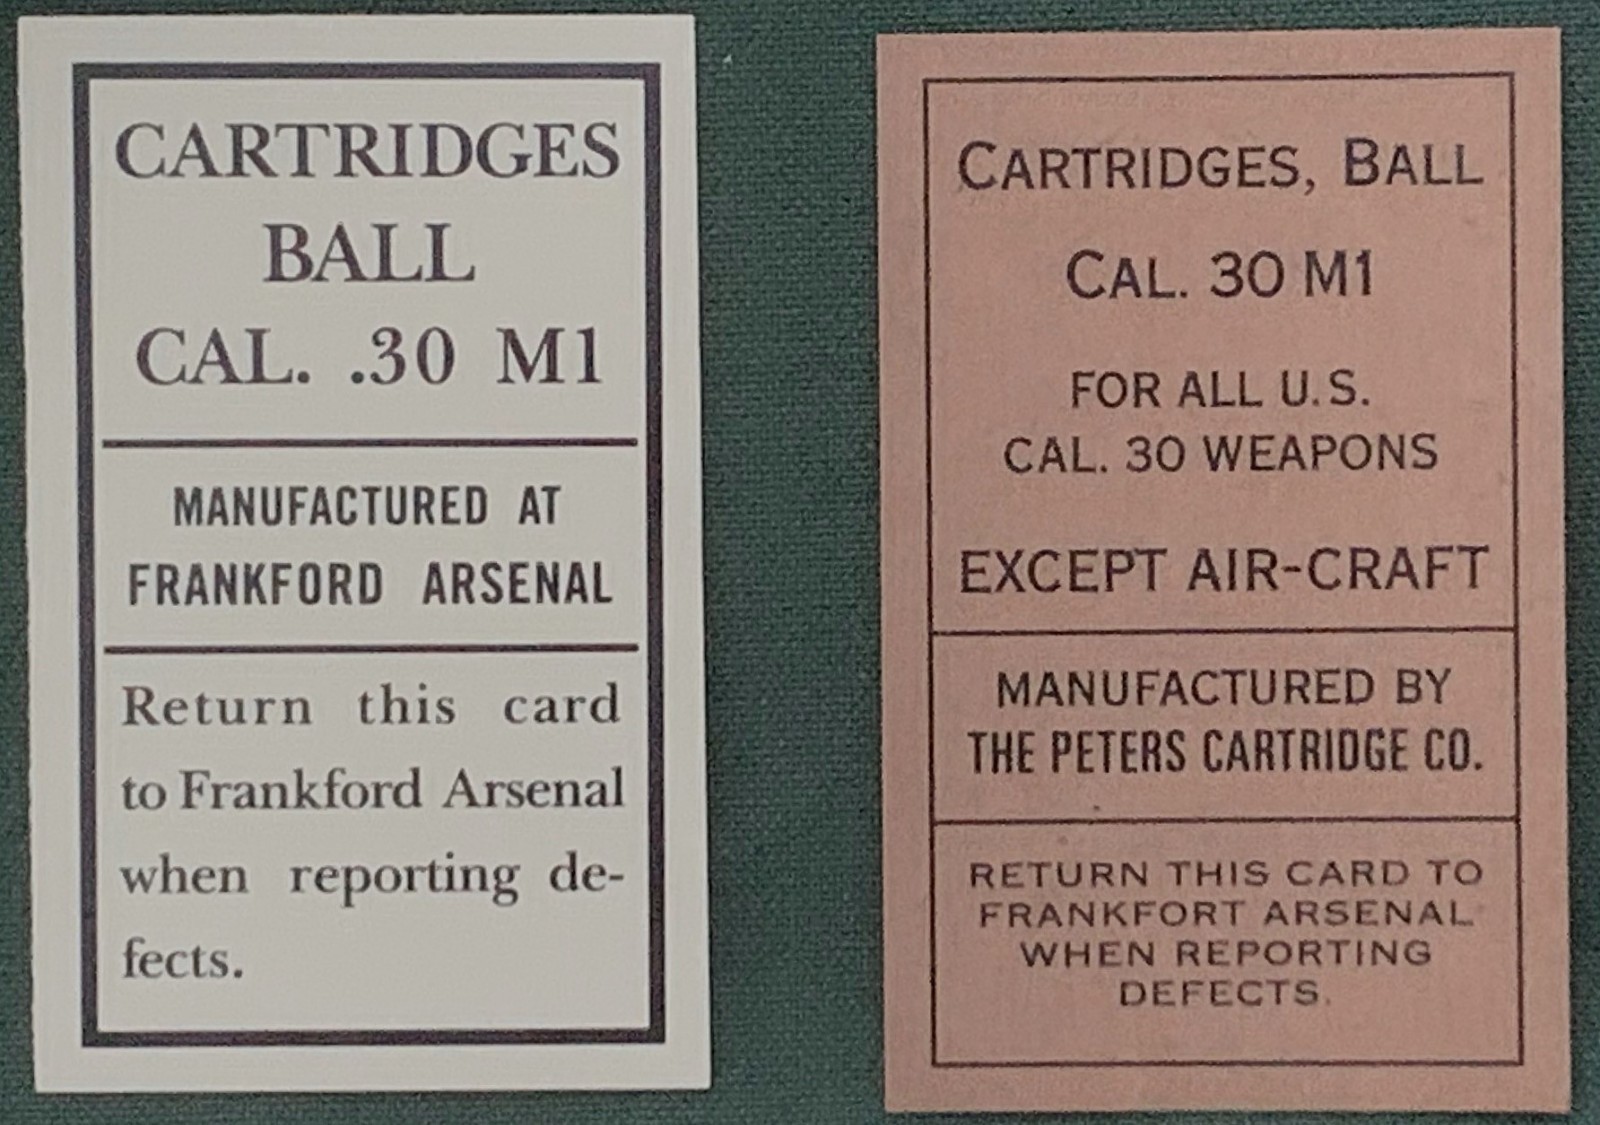 CARTRIDGES
BALL
CAL. .30 M1
MANUFACTURED AT
FRANKFORD ARSENAL
Return this card
to Frankford Arsenal
when reporting de-
fects.
CARTRIDGES, BALL
CAL. 30 M1
FOR ALL U.S.
CAL. 30 WEAPONS
EXCEPT AIR-CRAFT
MANUFACTURED BY
THE PETERS CARTRIDGE CO.
RETURN THIS CARD TO
FRANKFORT ARSENAL
WHEN REPORTING
DEFECTS.